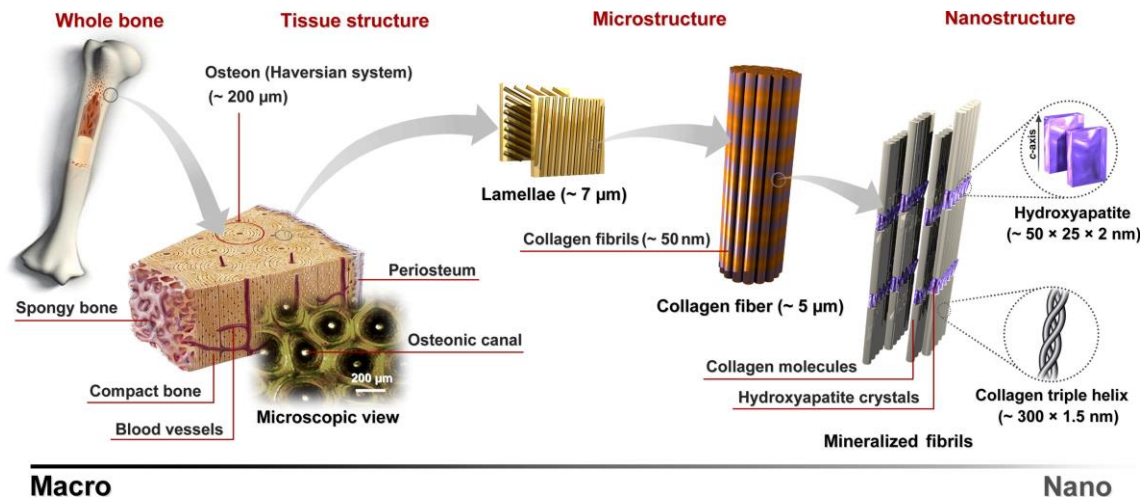 Whole bone
Tissue structure
Microstructure
Nanostructure
Osteon (Haversian system)
(~ 200 µm)
c-axis
Lamellae (~ 7 µm)
Hydroxyapatite
(~ 50 × 25 × 2 nm)
Collagen fibrils (~ 50 nm)
Periosteum
Spongy bone
Collagen fiber (~ 5 µm)
Osteonic canal
200 µm
Collagen molecules
Compact bone
Hydroxyapatite crystals
Collagen triple helix
(~ 300 × 1.5 nm)
Microscopic view
Blood vessels
Mineralized fibrils
Macro
Nano